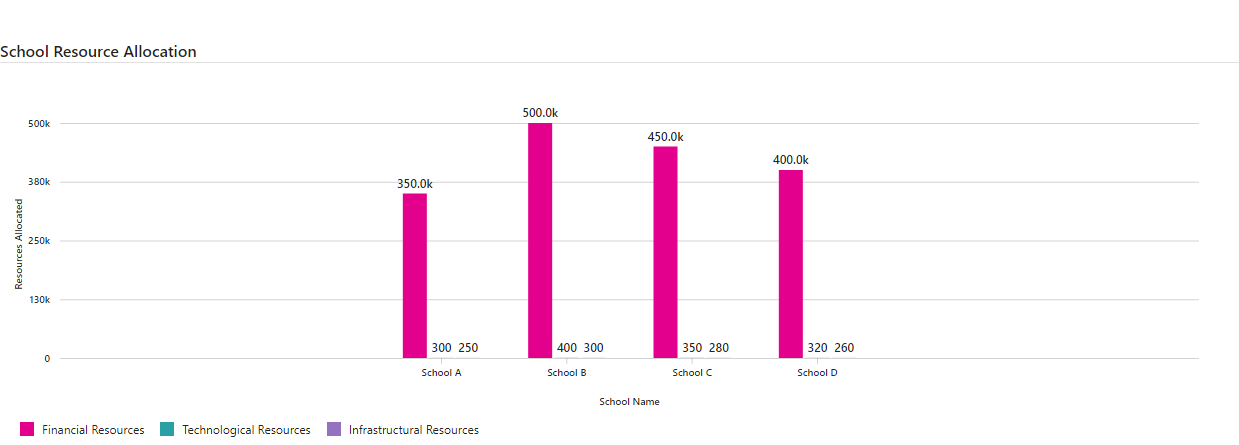 School Resource Allocation
500.0k
500k
450.0k
400.0k
380k
350.0k
Resources Allocated
250k
130k
300 250 400 300 350 280 320 260
0
School A School B School C School D
School Name
Financial Resources Technological Resources Infrastructural Resources